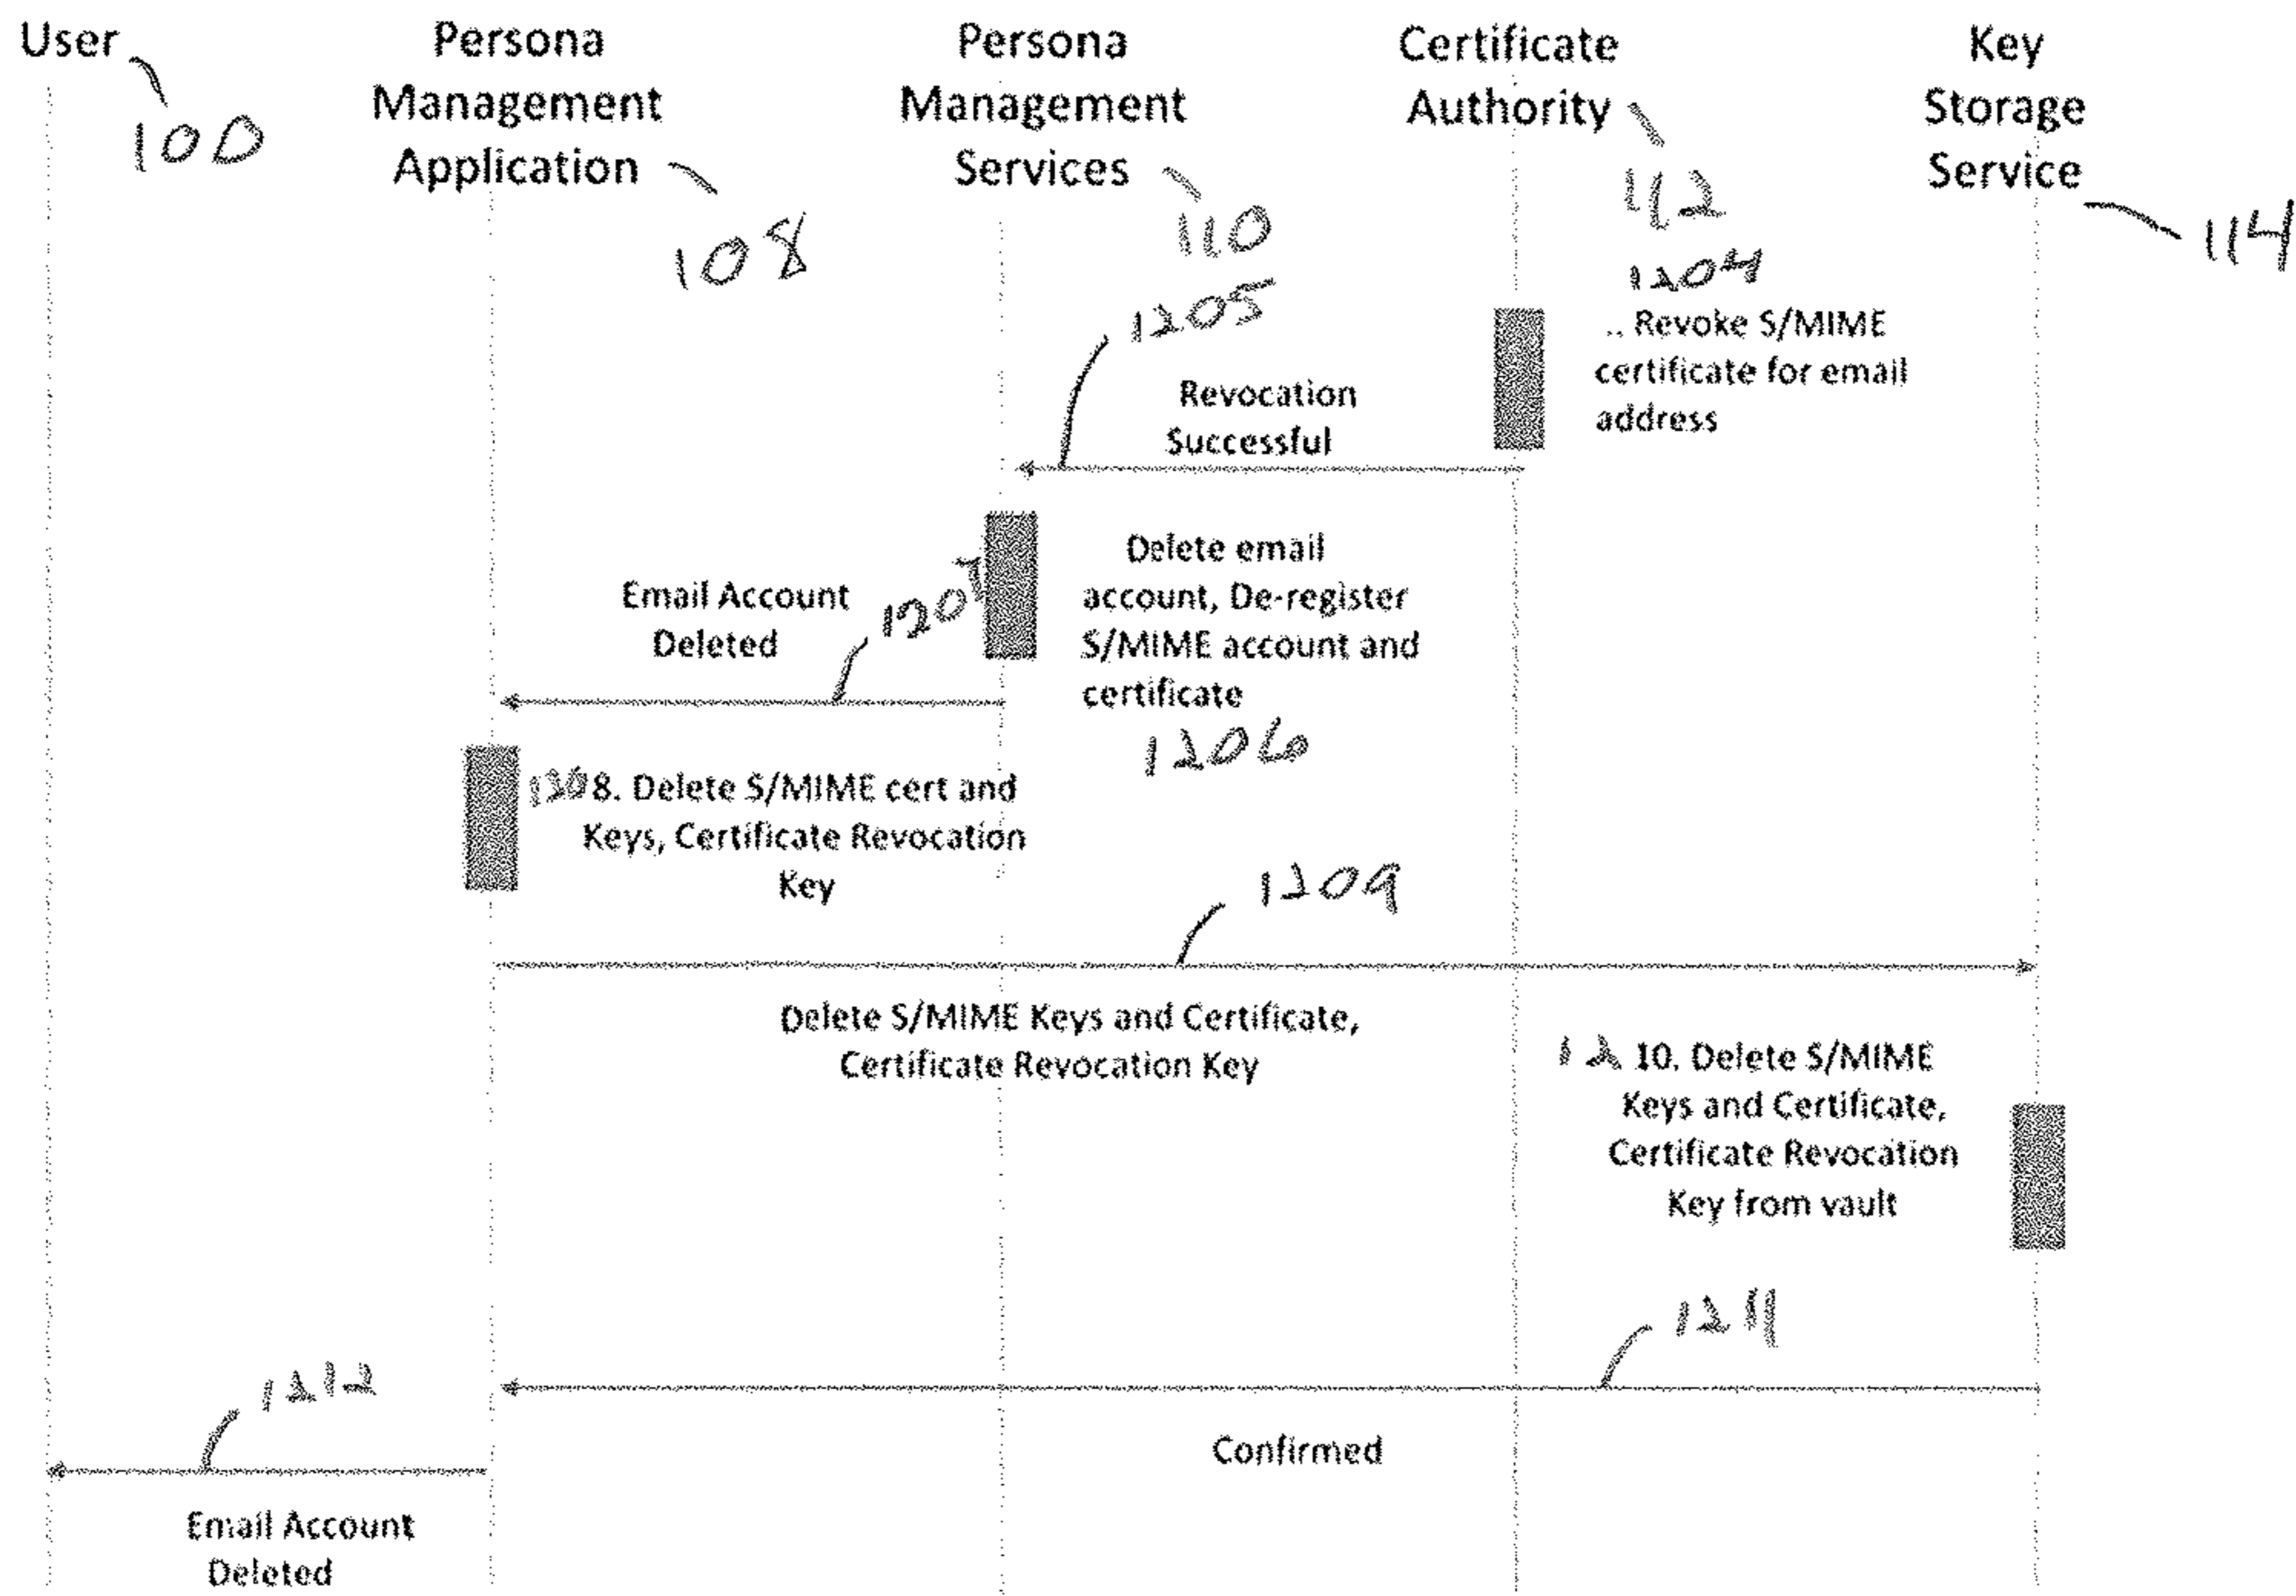 User
100
Persona
Management
Application
108
Persona
Management
Services
110
Certificate
Authority
112
Key
Storage
Service
114
1204
.. Revoke S/MIME
certificate for email
address
1205
Revocation
Successful
Delete email
account, De-register
S/MIME account and
certificate
1206
Email Account
Deleted
1207
1208. Delete S/MIME cert and
Keys, Certificate Revocation
Key
1209
Delete S/MIME Keys and Certificate,
Certificate Revocation Key
1210. Delete S/MIME
Keys and Certificate,
Certificate Revocation
Key from vault
1211
Confirmed
1212
Email Account
Deleted